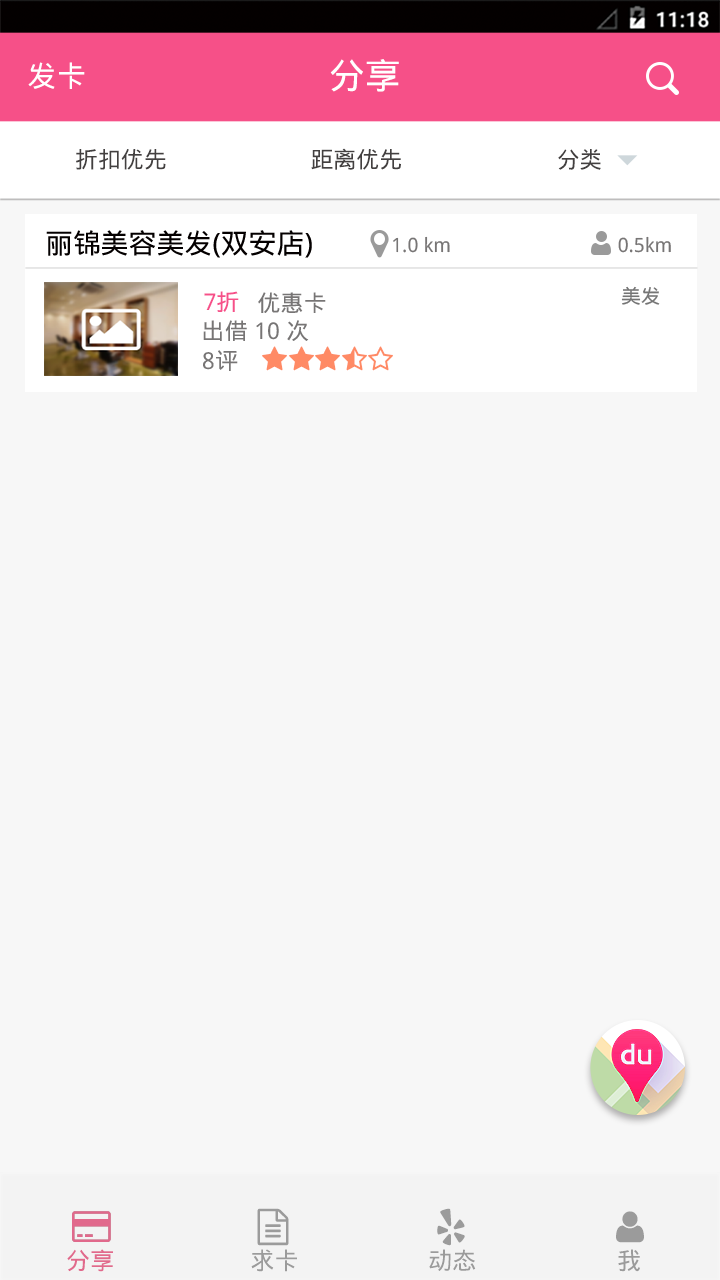 11:18
发卡 分享
折扣优先 距离优先 分类
丽锦美容美发(双安店) 1.0 km 0.5km
7折 优惠卡 美发
出借 10 次
8评
du
分享 求卡 动态 我